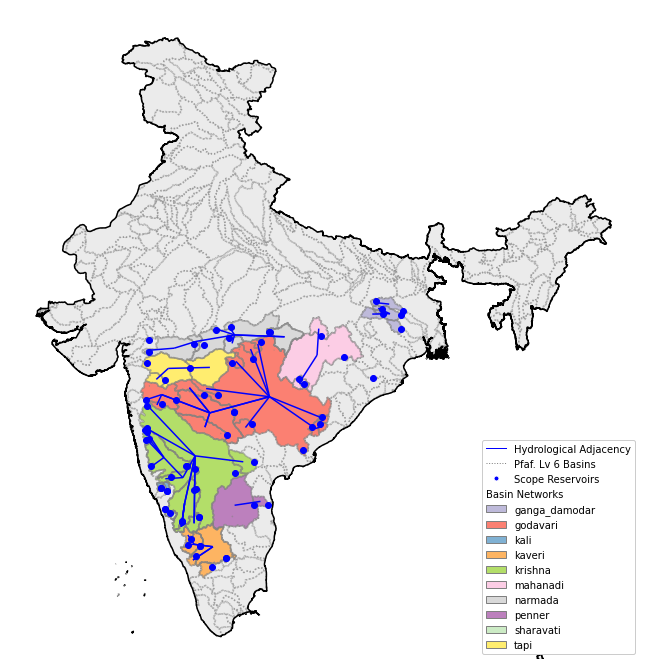 Hydrological Adjacency
Pfaf. Lv 6 Basins
Scope Reservoirs
Basin Networks
ganga_damodar
godavari
kali
kaveri
krishna
mahanadi
narmada
penner
sharavati
tapi